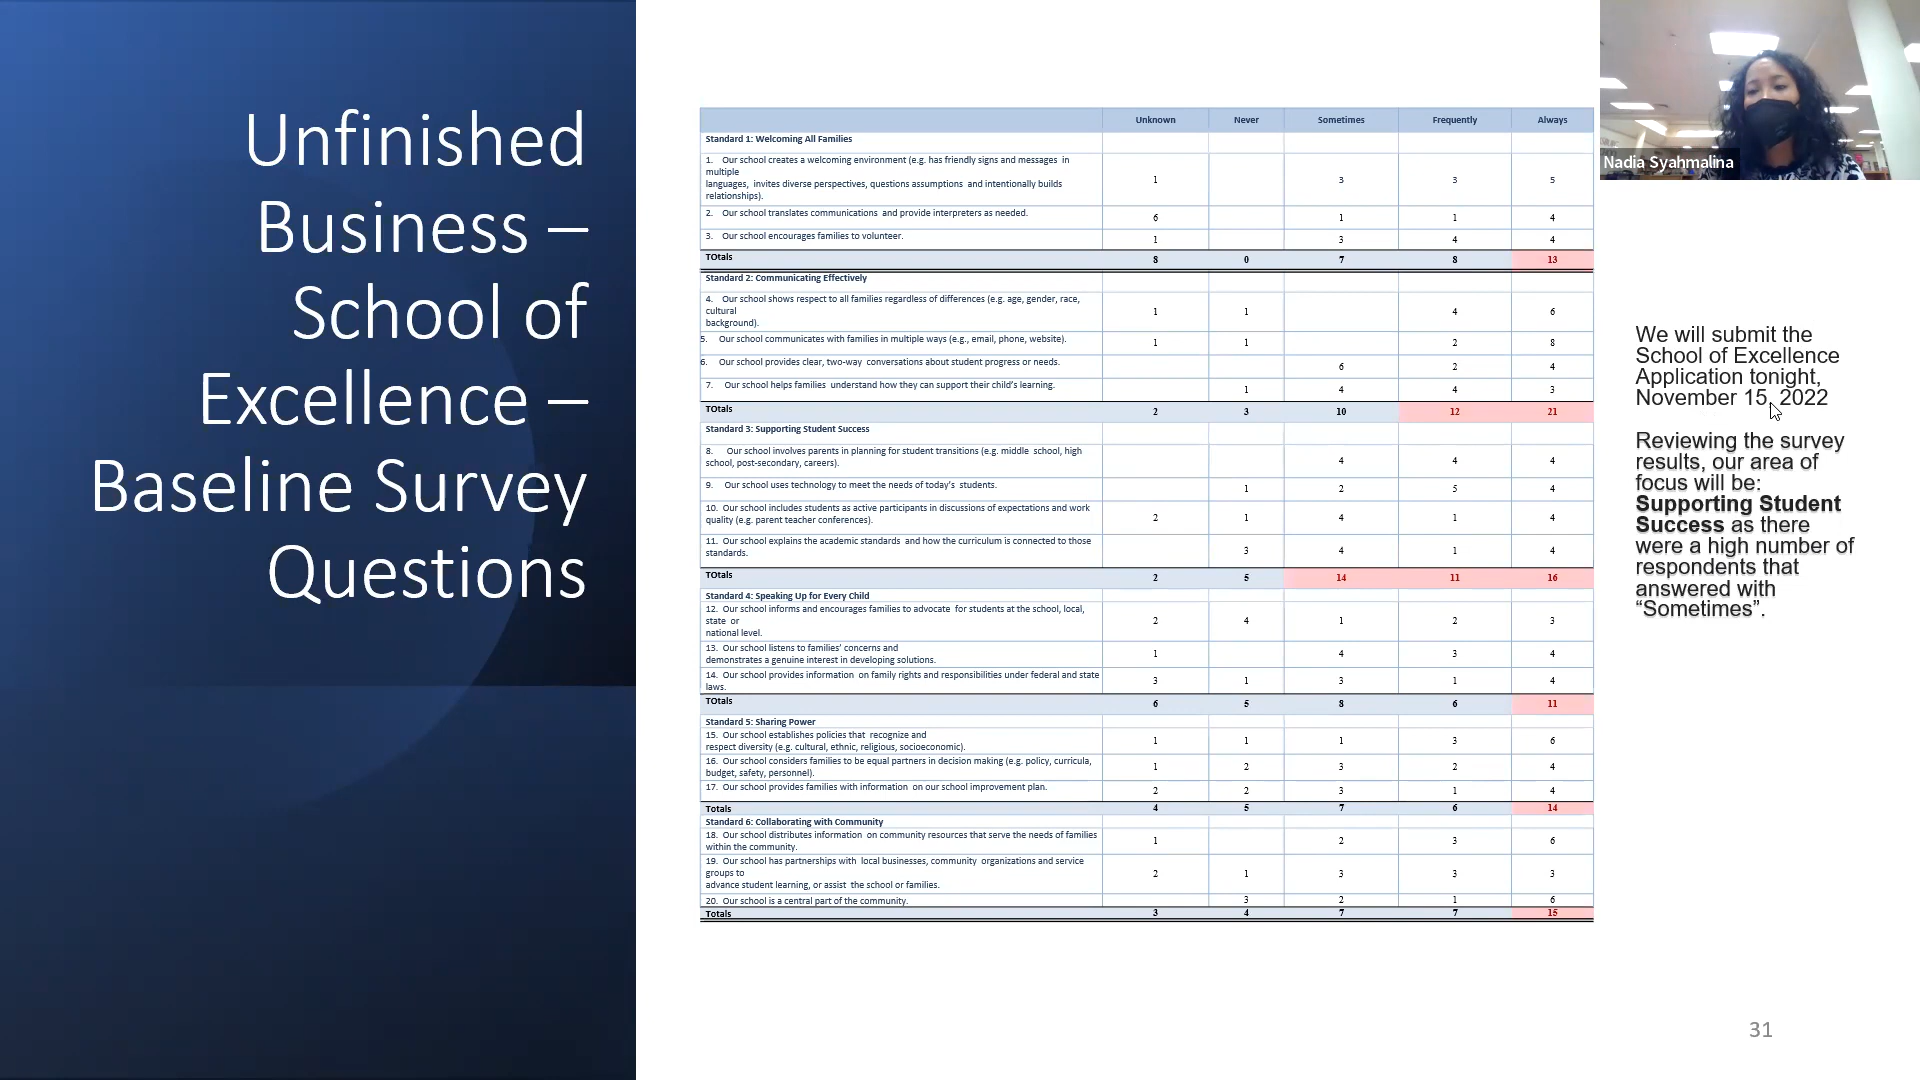 Unfinished
Business –
School of
Excellence –
Baseline Survey
Questions
Unknown Never Sometimes Frequently Always
Standard 1: Welcoming All Families
1. Our school creates a welcoming environment (e.g. has friendly signs and messages in
multiple
languages, invites diverse perspectives, questions assumptions and intentionally builds
relationships).
1 3 3 5
2. Our school translates communications and provide interpreters as needed.
6 1 1 4
3. Our school encourages families to volunteer.
1 3 4 4
TOtals 8 0 7 8 13
Standard 2: Communicating Effectively
4. Our school shows respect to all families regardless of differences (e.g. age, gender, race,
cultural
background).
1 1 4 6
5. Our school communicates with families in multiple ways (e.g., email, phone, website).
1 1 2 8
6. Our school provides clear, two-way conversations about student progress or needs.
6 2 4
7. Our school helps families understand how they can support their child's learning.
1 4 4 3
TOtals 2 3 10 12 21
Standard 3: Supporting Student Success
8. Our school involves parents in planning for student transitions (e.g. middle school, high
school, post-secondary, careers).
4 4 4
9. Our school uses technology to meet the needs of today's students.
1 2 5 4
10. Our school includes students as active participants in discussions of expectations and work
quality (e.g. parent teacher conferences).
2 1 4 1 4
11. Our school explains the academic standards and how the curriculum is connected to those
standards.
3 4 1 4
TOtals 2 5 14 11 16
Standard 4: Speaking Up for Every Child
12. Our school informs and encourages families to advocate for students at the school, local,
state or
national level.
2 4 1 2 3
13. Our school listens to families' concerns and
demonstrates a genuine interest in developing solutions.
1 4 3 4
14. Our school provides information on family rights and responsibilities under federal and state
laws.
3 1 3 1 4
TOtals 6 5 8 6 11
Standard 5: Sharing Power
15. Our school establishes policies that recognize and
respect diversity (e.g. cultural, ethnic, religious, socioeconomic).
1 1 1 3 6
16. Our school considers families to be equal partners in decision making (e.g. policy, curricula,
budget, safety, personnel).
1 2 3 2 4
17. Our school provides families with information on our school improvement plan.
2 2 3 1 4
Totals 4 5 7 6 14
Standard 6: Collaborating with Community
18. Our school distributes information on community resources that serve the needs of families
within the community.
1 2 3 6
19. Our school has partnerships with local businesses, community organizations and service
groups to
advance student learning, or assist the school or families.
2 1 3 3 3
20. Our school is a central part of the community.
3 2 1 6
Totals 3 4 7 7 15
Nadia Syahmalina
We will submit the
School of Excellence
Application tonight,
November 15, 2022
Reviewing the survey
results, our area of
focus will be:
Supporting Student
Success as there
were a high number of
respondents that
answered with
“Sometimes”.
31